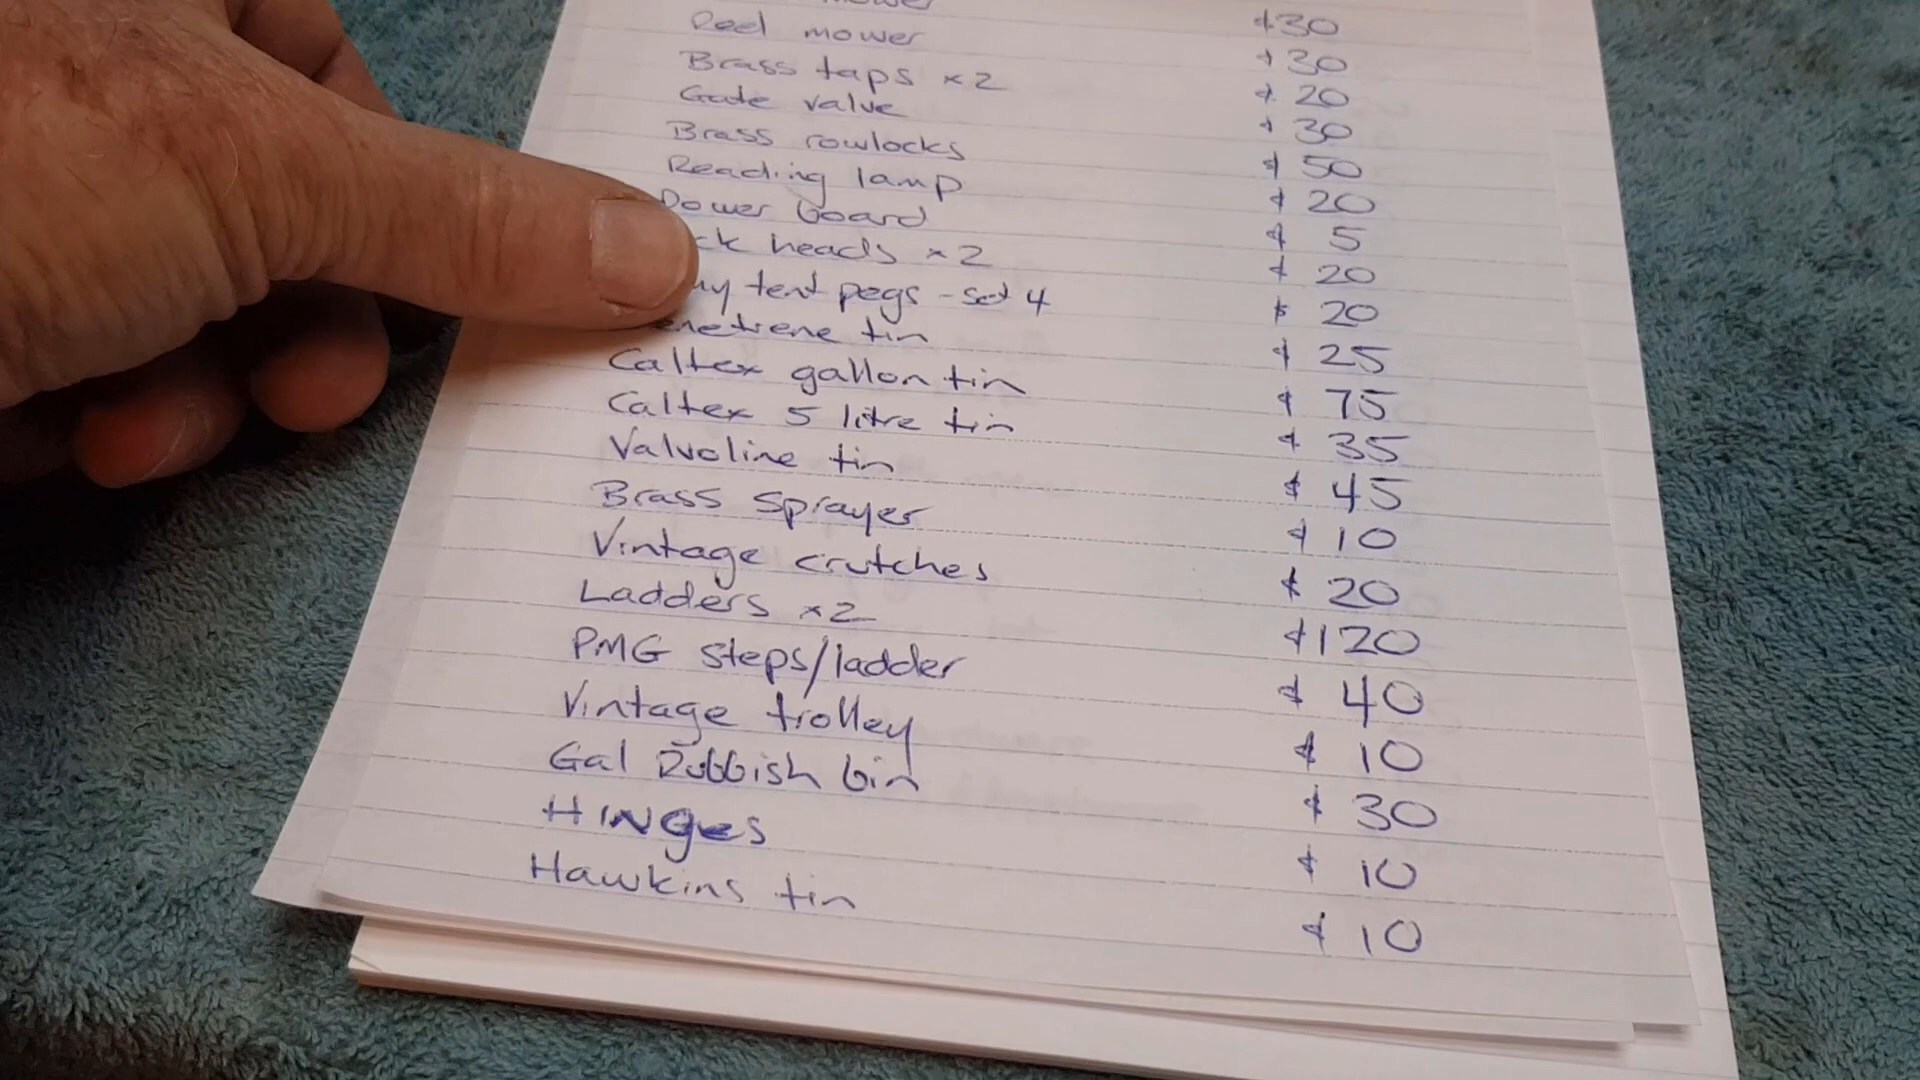 mower $30
Reel mower $30
Brass taps x2 $20
Gate valve $30
Brass rowlocks $50
Reading lamp $20
Power board $5
ck heads x2 $20
tent pegs - set 4 $20
enetrene tin $25
Caltex gallon tin $75
Caltex 5 litre tin $35
Valvoline tin $45
Brass sprayer $10
Vintage crutches $20
Ladders x2 $120
PMG steps/ladder $40
Vintage trolley $10
Gal Rubbish bin $30
HINges $10
Hawkins tin $10